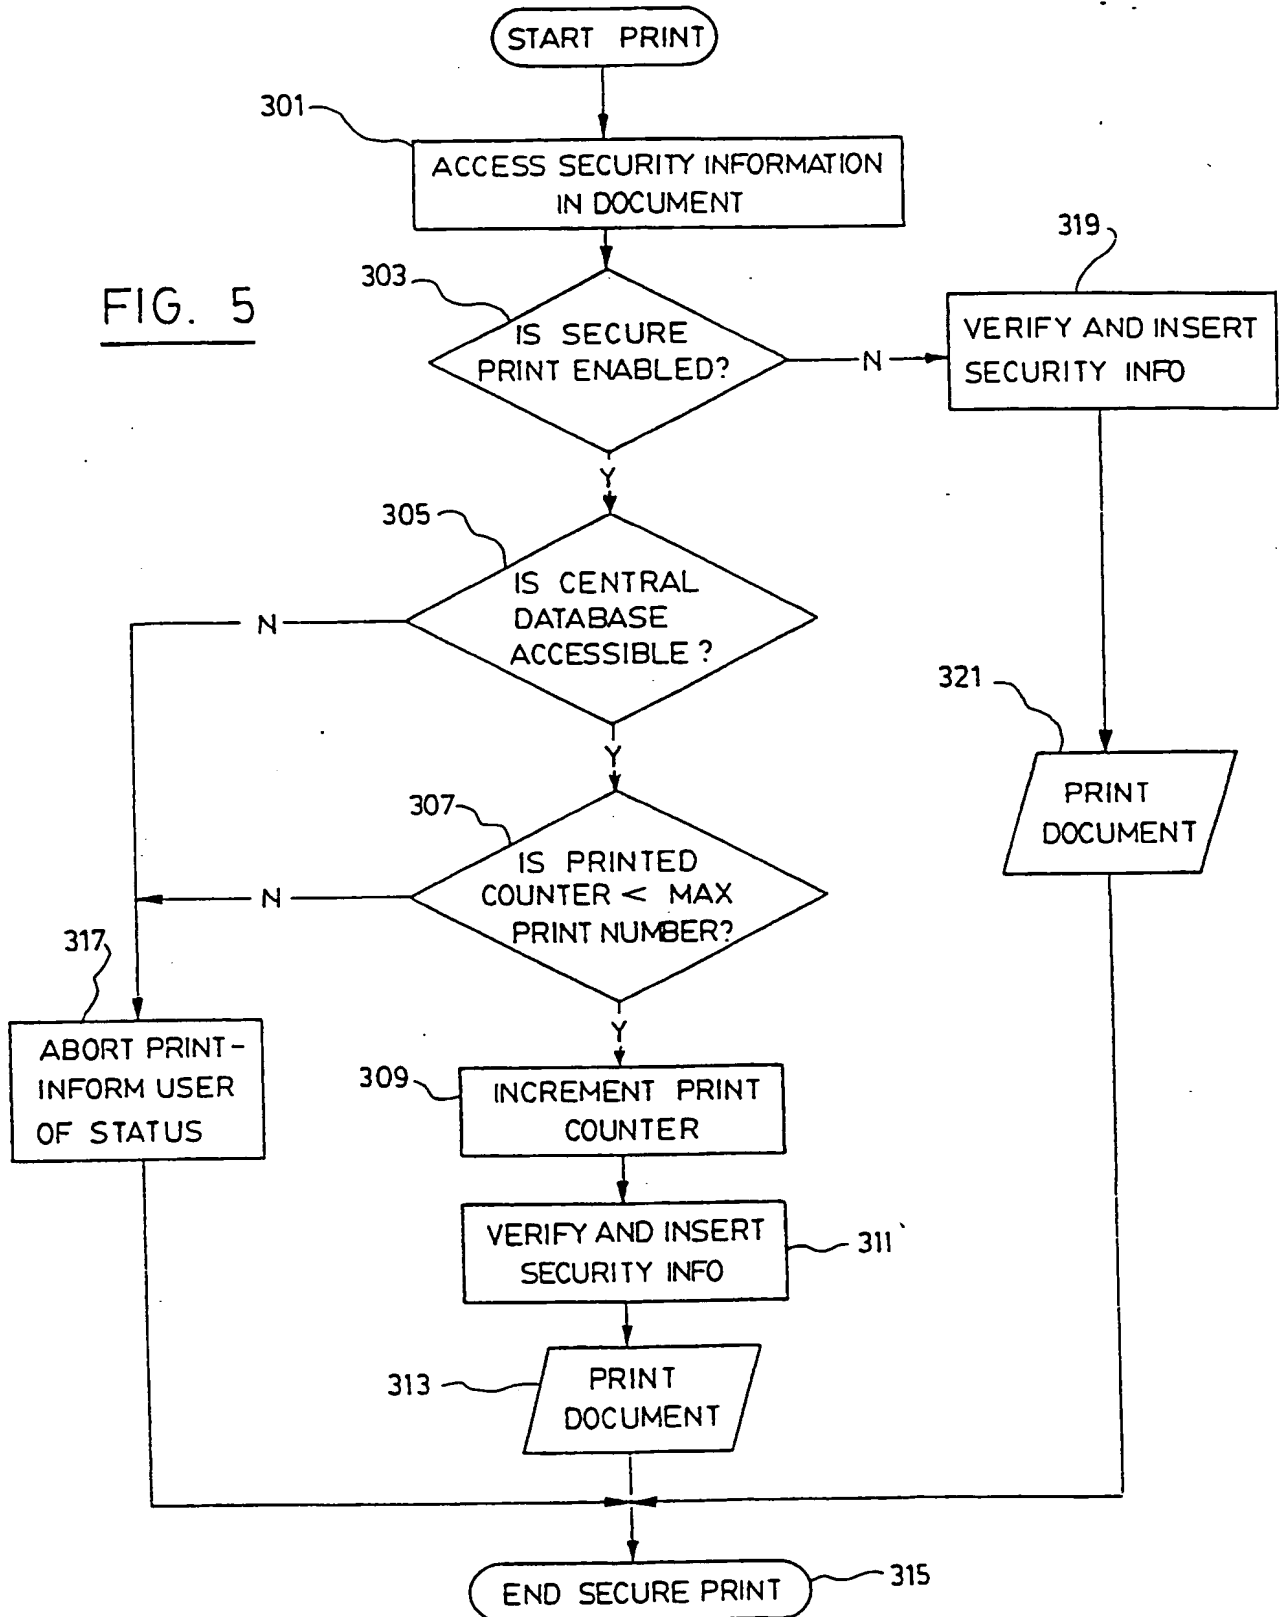 START PRINT
301
ACCESS SECURITY INFORMATION
IN DOCUMENT
319
303
FIG. 5
IS SECURE
PRINT ENABLED?
N
VERIFY AND INSERT
SECURITY INFO
Y
305
IS CENTRAL
DATABASE
ACCESSIBLE?
N
321
Y
PRINT
DOCUMENT
307
IS PRINTED
COUNTER < MAX
PRINT NUMBER?
N
317
Y
ABORT PRINT-
INFORM USER
OF STATUS
309
INCREMENT PRINT
COUNTER
VERIFY AND INSERT
SECURITY INFO
311
313
PRINT
DOCUMENT
END SECURE PRINT
315